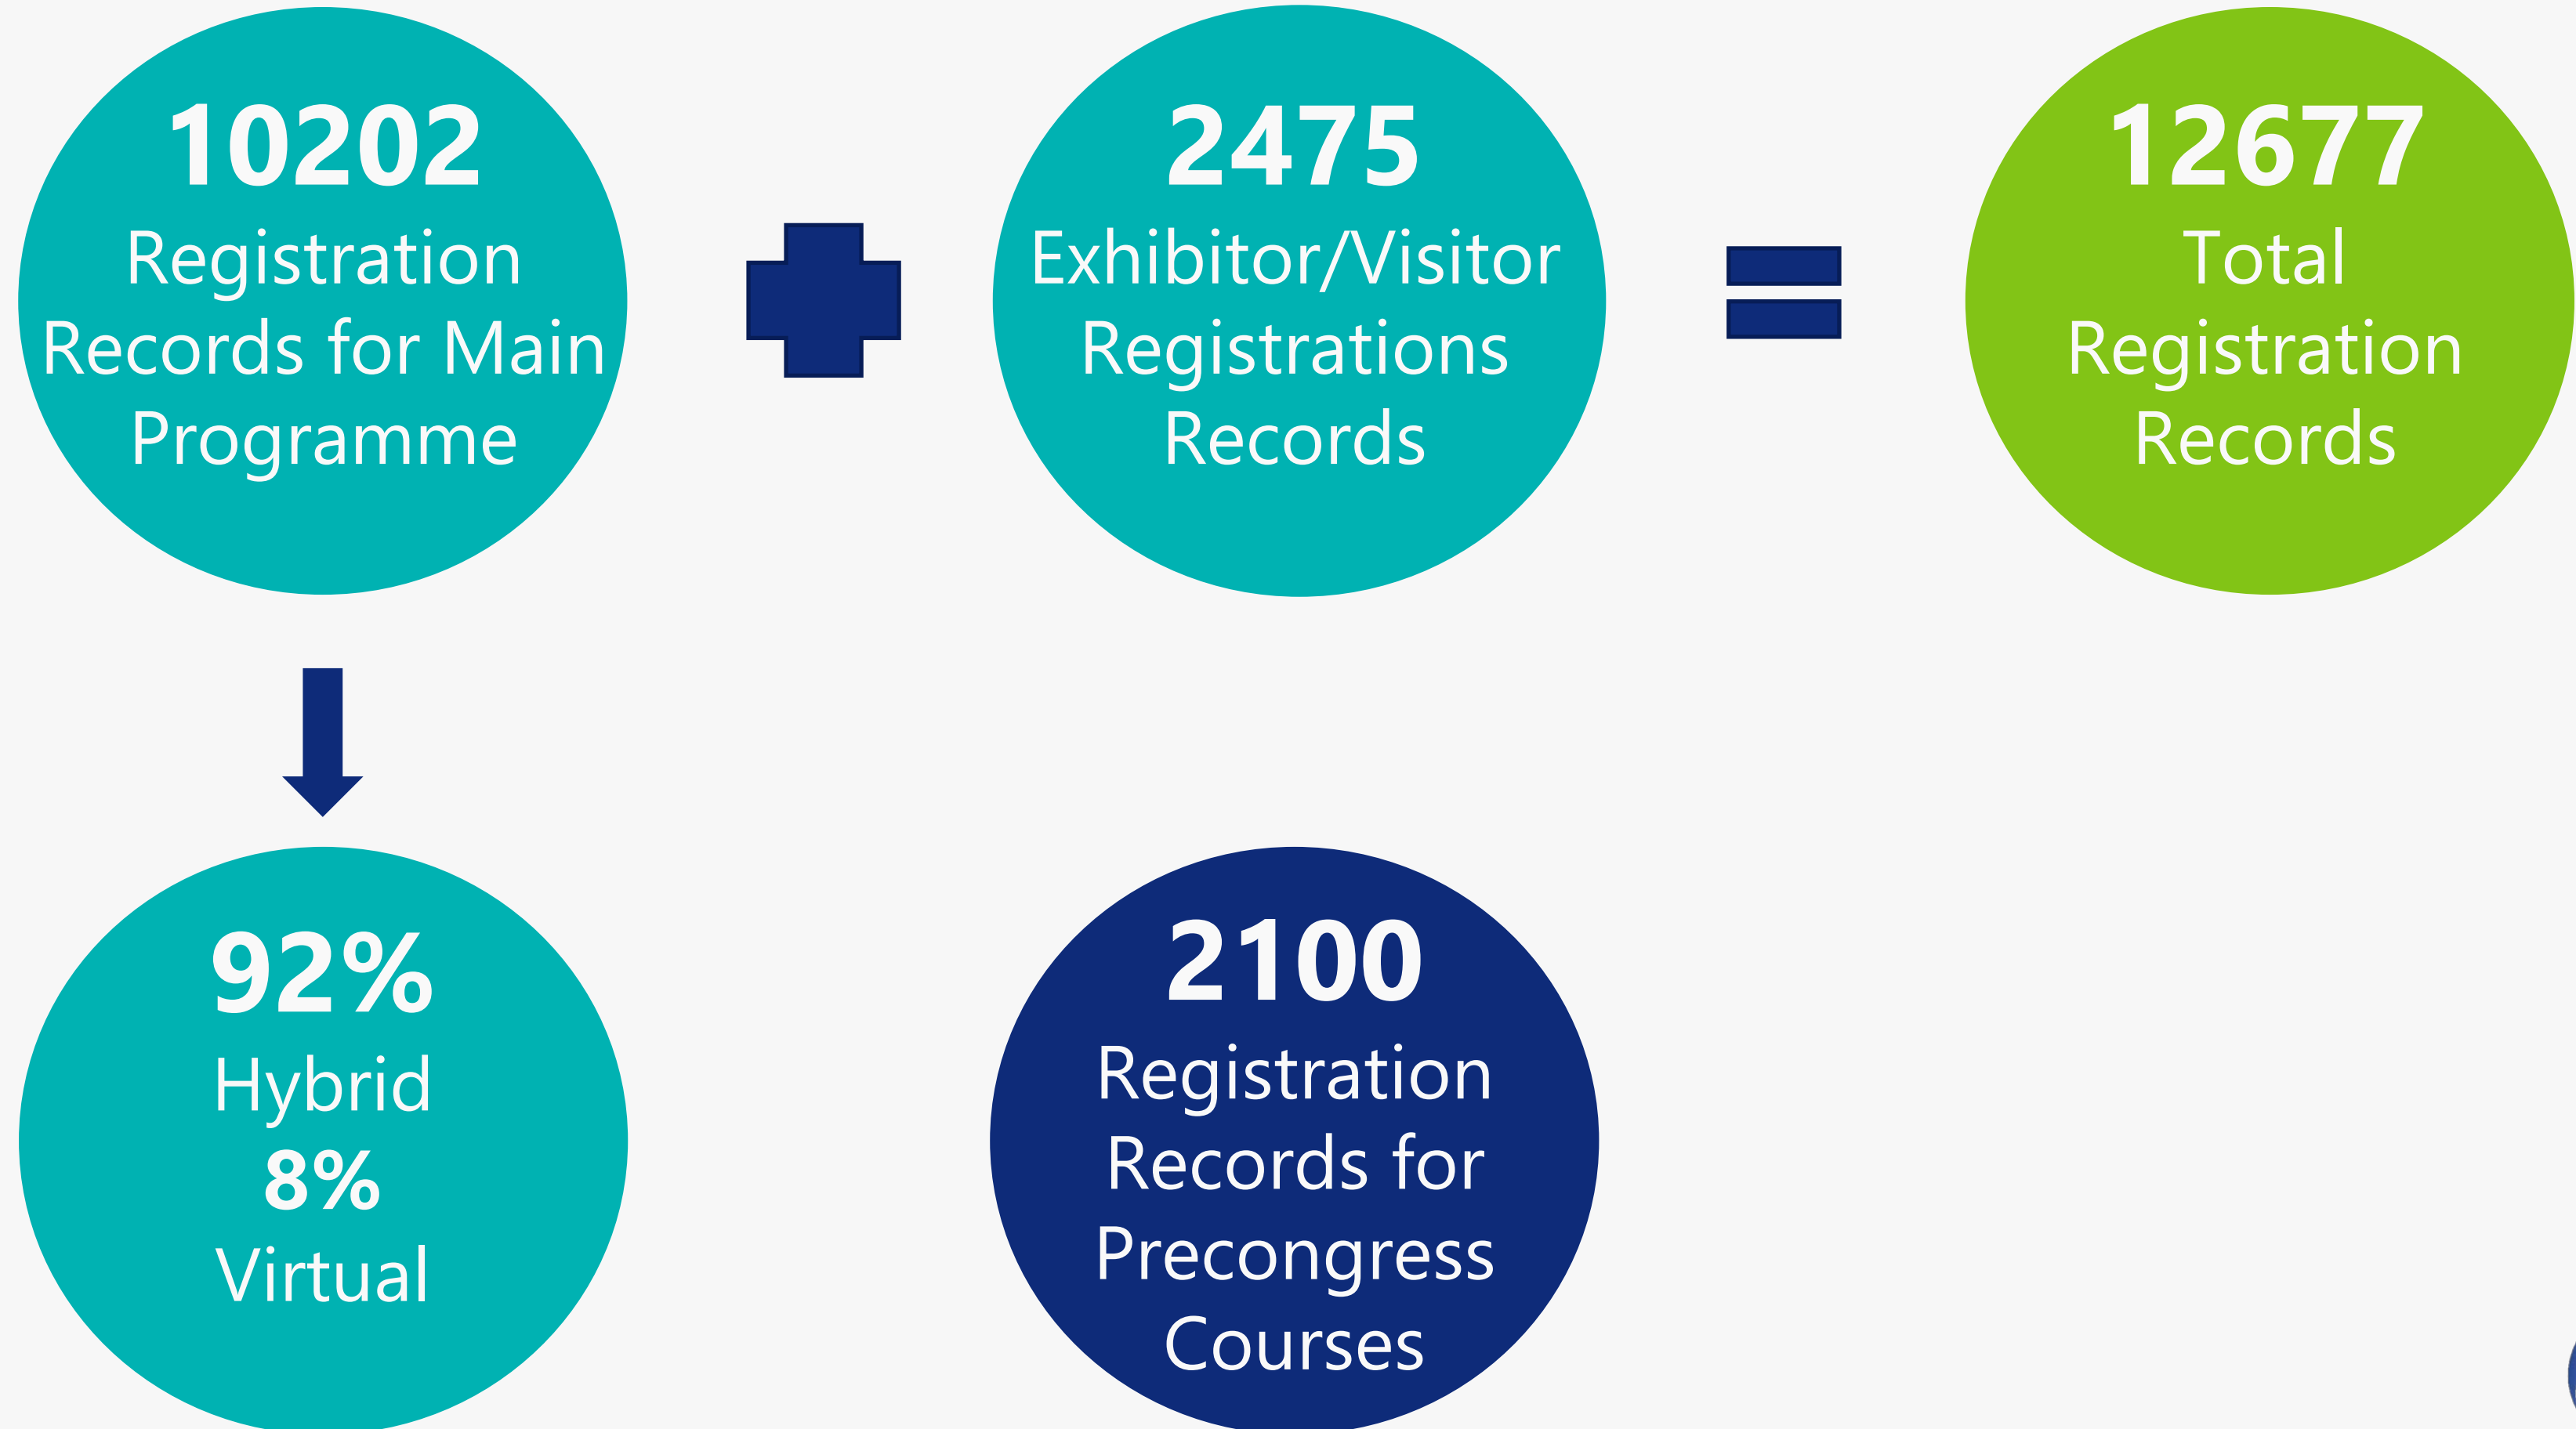 10202
Registration
Records for Main
Programme
2475
Exhibitor/Visitor
Registrations
Records
12677
Total
Registration
Records
92%
Hybrid
8%
Virtual
2100
Registration
Records for
Precongress
Courses